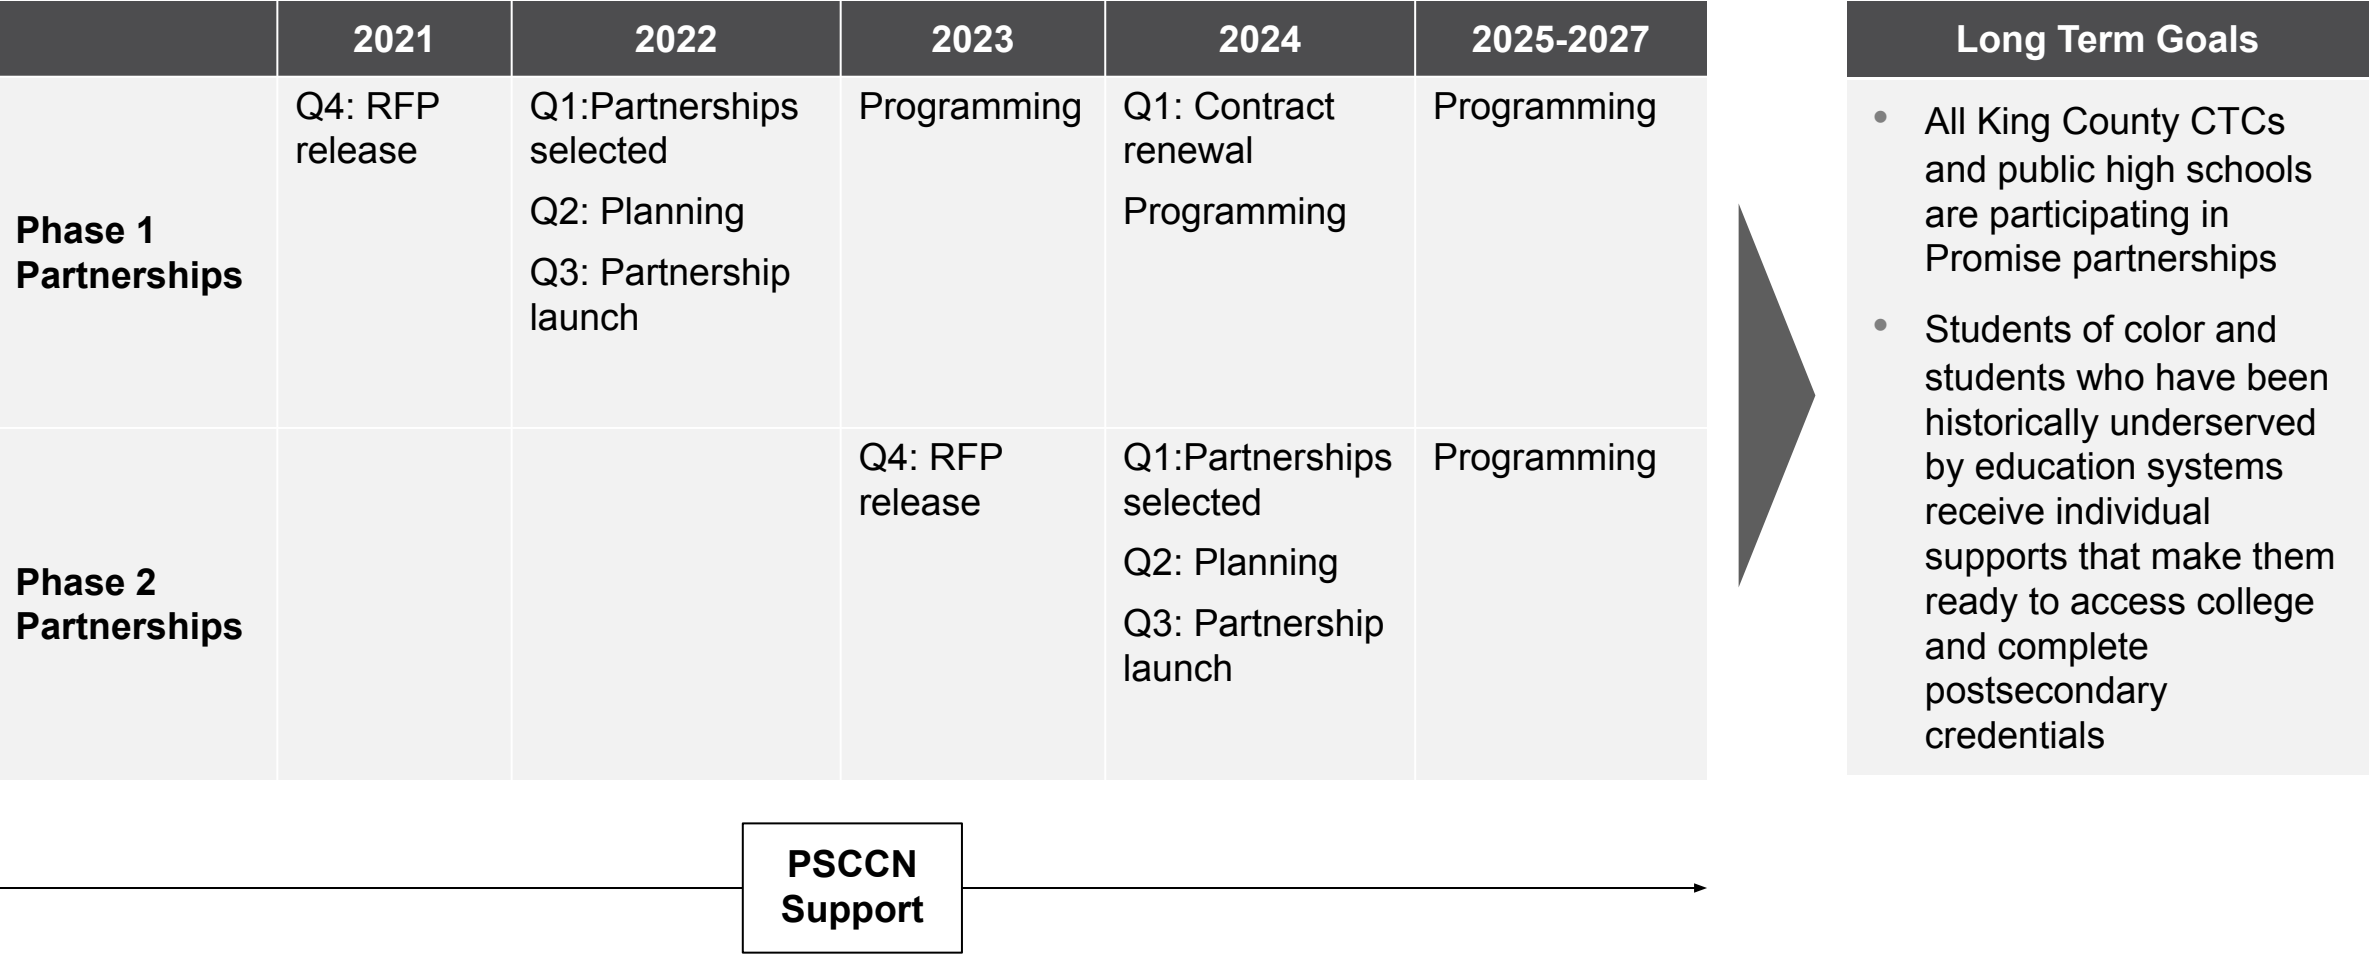 2021 2022 2023 2024 2025-2027
Phase 1
Partnerships
Q4: RFP
release
Q1:Partnerships
selected
Q2: Planning
Q3: Partnership
launch
Programming
Q1: Contract
renewal
Programming
Programming
Phase 2
Partnerships
Q4: RFP
release
Q1:Partnerships
selected
Q2: Planning
Q3: Partnership
launch
Programming
Long Term Goals
• All King County CTCs
and public high schools
are participating in
Promise partnerships
• Students of color and
students who have been
historically underserved
by education systems
receive individual
supports that make them
ready to access college
and complete
postsecondary
credentials
PSCCN
Support